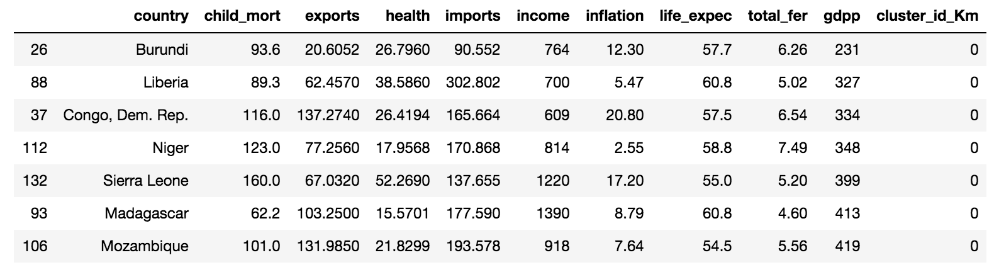 country child_mort exports health imports income inflation life_expec total_fer gdpp cluster_id_Km
26 Burundi 93.6 20.6052 26.7960 90.552 764 12.30 57.7 6.26 231 0
88 Liberia 89.3 62.4570 38.5860 302.802 700 5.47 60.8 5.02 327 0
37 Congo, Dem. Rep. 116.0 137.2740 26.4194 165.664 609 20.80 57.5 6.54 334 0
112 Niger 123.0 77.2560 17.9568 170.868 814 2.55 58.8 7.49 348 0
132 Sierra Leone 160.0 67.0320 52.2690 137.655 1220 17.20 55.0 5.20 399 0
93 Madagascar 62.2 103.2500 15.5701 177.590 1390 8.79 60.8 4.60 413 0
106 Mozambique 101.0 131.9850 21.8299 193.578 918 7.64 54.5 5.56 419 0